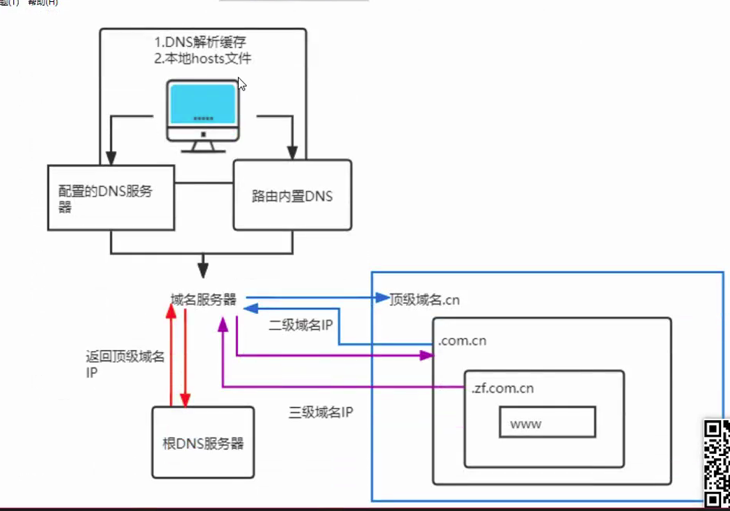 助(H)
1.DNS解析缓存
2.本地hosts文件
配置的DNS服务
器
路由内置DNS
域名服务器
顶级域名.cn
二级域名IP
.com.cn
返回顶级域名
IP
.zf.com.cn
三级域名IP
www
根DNS服务器